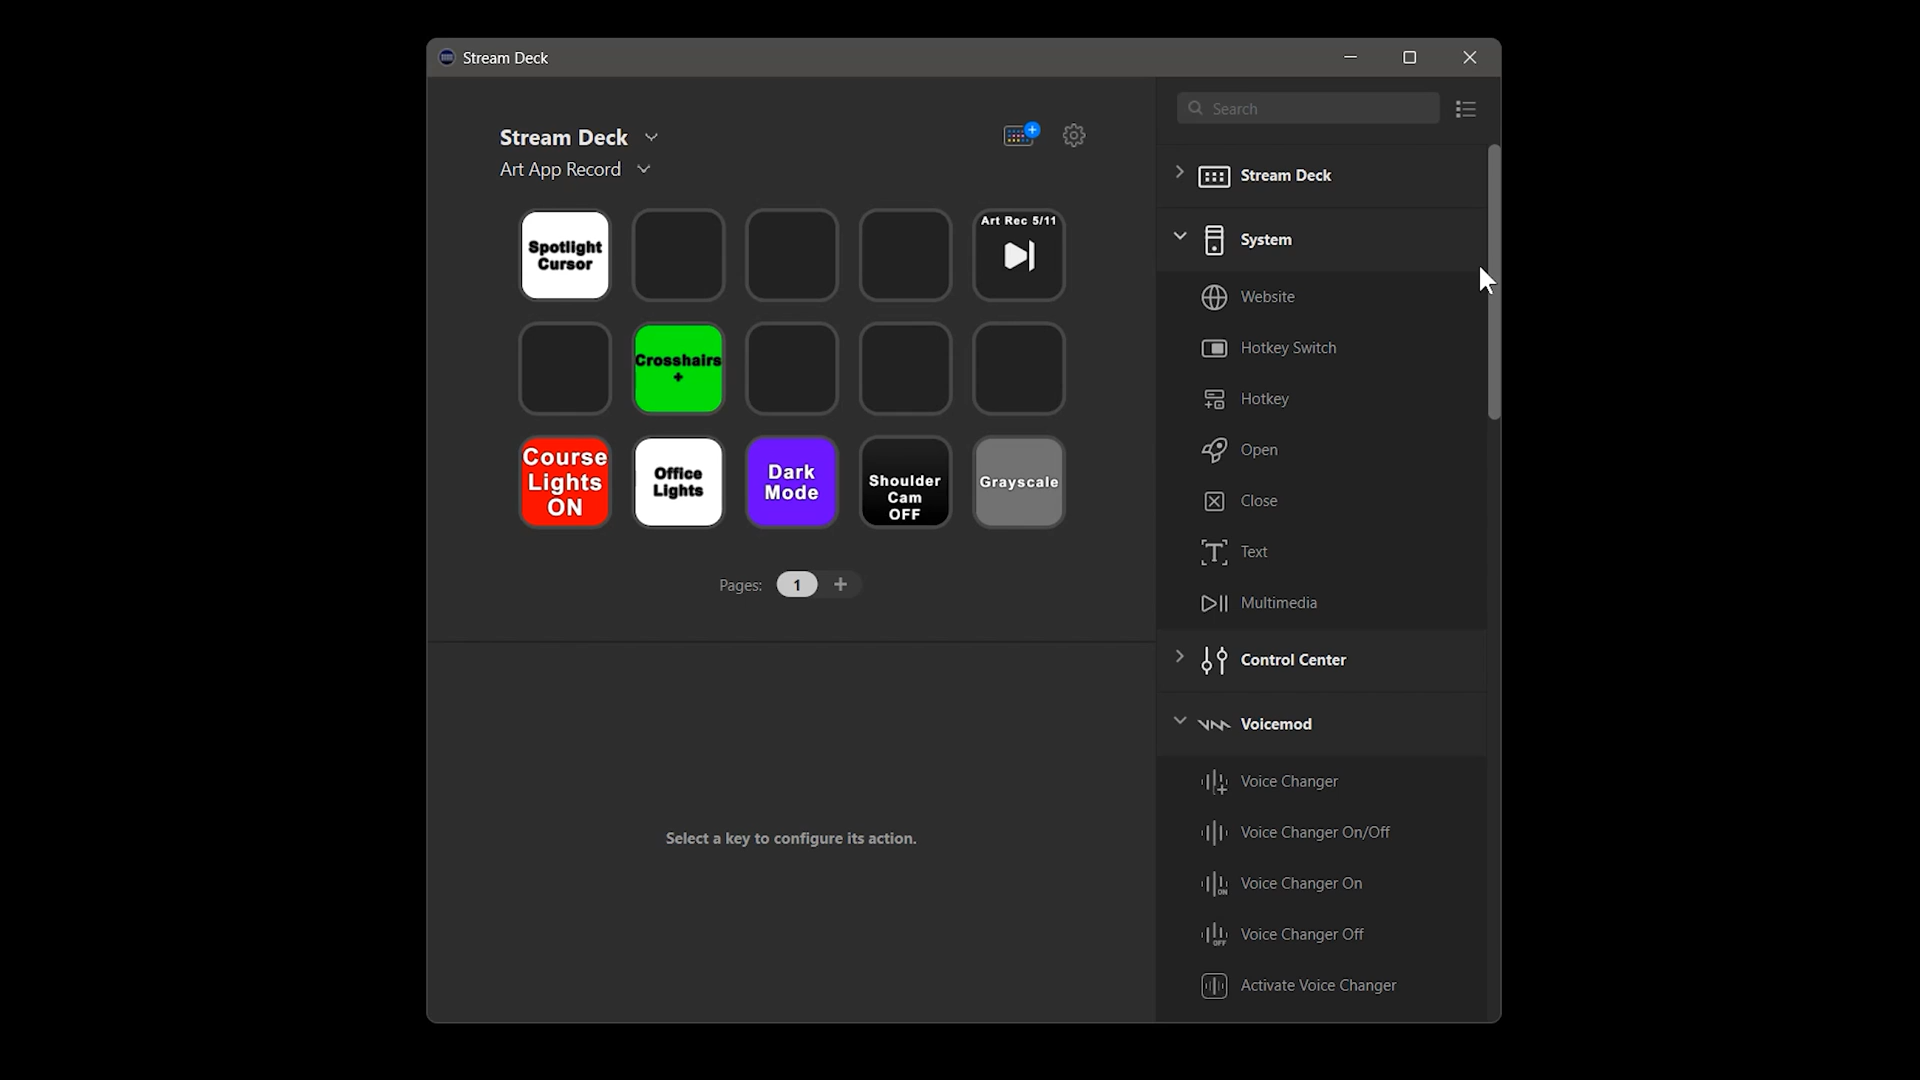 Stream Deck
Search
Stream Deck
Art App Record
Spotlight
Cursor
Art Rec 5/11
Crosshairs
+
Course
Lights
ON
Office
Lights
Dark
Mode
Shoulder
Cam
OFF
Grayscale
Pages: 1 +
Select a key to configure its action.
Stream Deck
System
Website
Hotkey Switch
Hotkey
Open
Close
Text
Multimedia
Control Center
Voicemod
Voice Changer
Voice Changer On/Off
ON
Voice Changer On
OFF
Voice Changer Off
Activate Voice Changer